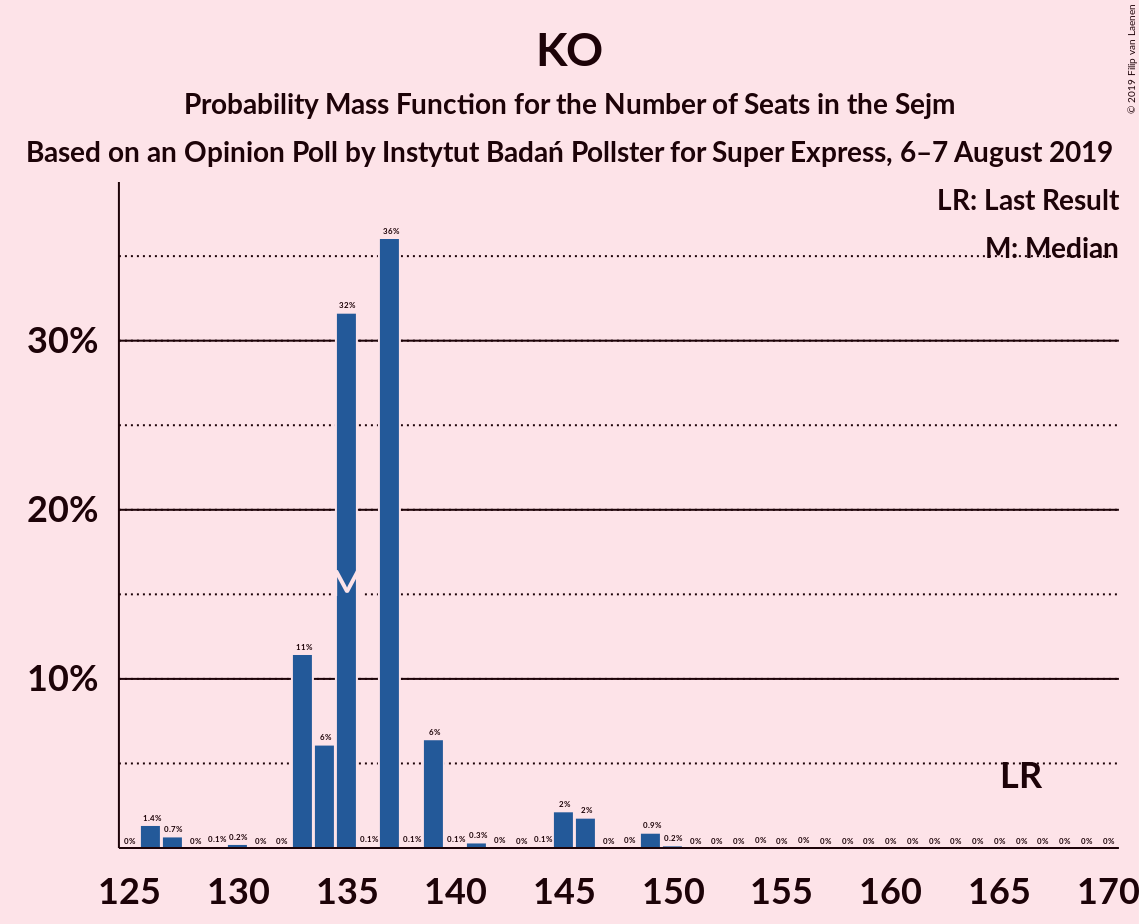 KO
Probability Mass Function for the Number of Seats in the Sejm
Based on an Opinion Poll by Instytut Badań Pollster for Super Express, 6–7 August 2019
© 2019 Filip van Laenen
LR: Last Result
M: Median
30%
20%
10%
0% 1.4% 0.7% 0% 0.1% 0.2% 0% 0% 11% 6% 32% 0.1% 36% 0.1% 6% 0.1% 0.3% 0% 0% 0.1% 2% 2% 0% 0% 0.9% 0.2% 0% 0% 0% 0% 0% 0% 0% 0% 0% 0% 0% 0% 0% 0% 0% 0% 0% 0% 0% 0%
LR
125 130 135 140 145 150 155 160 165 170